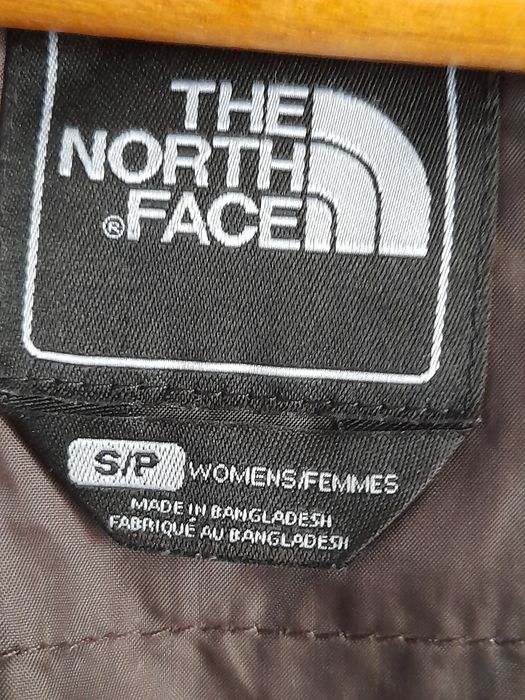 THE
NORTH
®FACE
S/P WOMENS/FEMMES
MADE IN BANGLADESH
FABRIQUÉ AU BANGLADESH